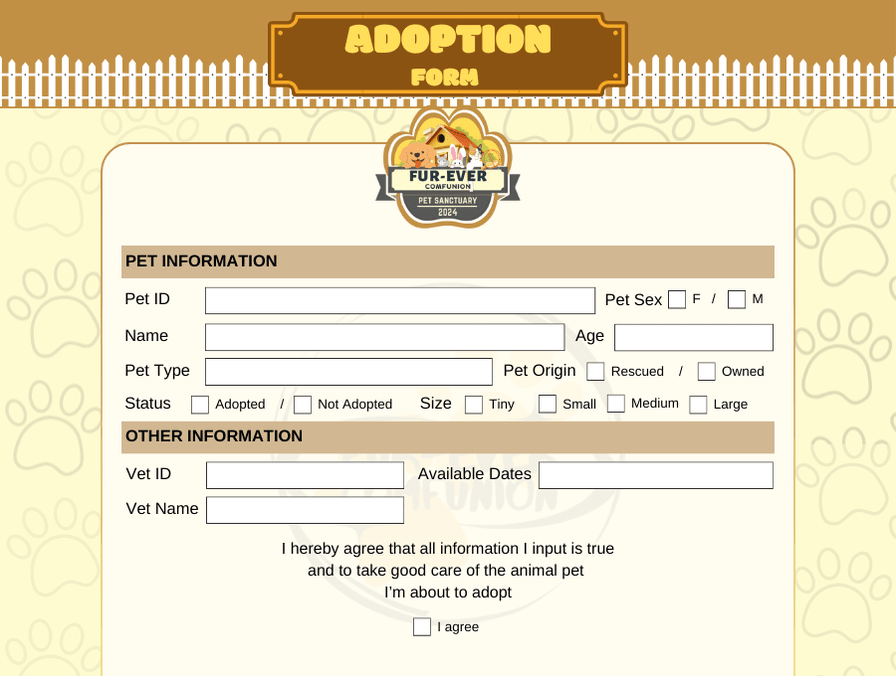 ADOPTION
FORM
FUR-EVER
COMFUNION
PET SANCTUARY
2024
PET INFORMATION
Pet ID Pet Sex F / M
Name Age
Pet Type Pet Origin Rescued / Owned
Status Adopted / Not Adopted Size Tiny Small Medium Large
OTHER INFORMATION
Vet ID Available Dates
Vet Name
COMFUNION
I hereby agree that all information I input is true
and to take good care of the animal pet
I'm about to adopt
I agree